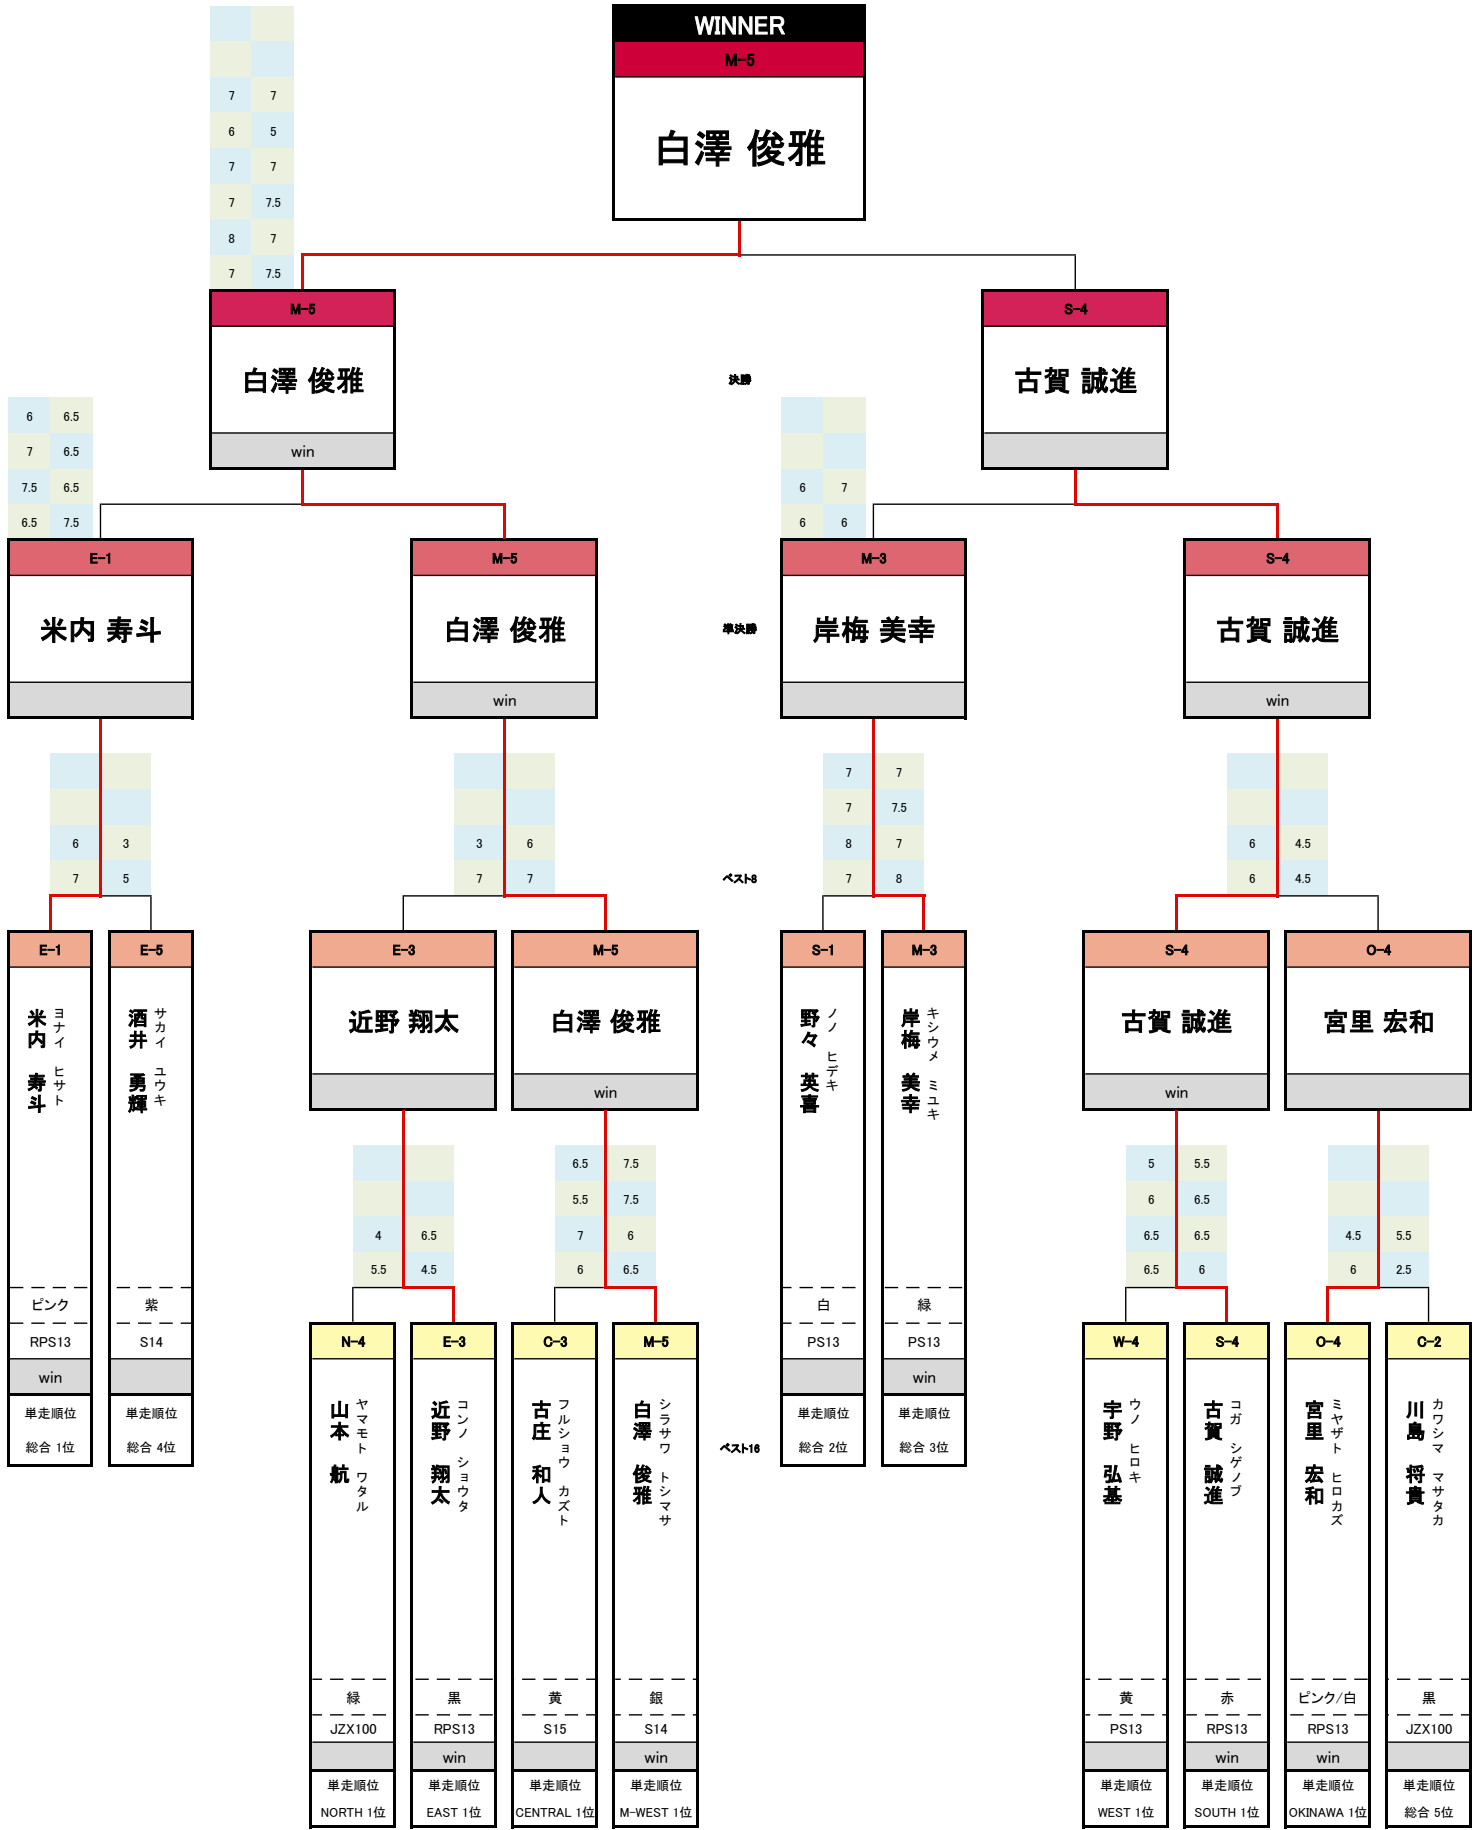 WINNER
M-5
白澤 俊雅
7 7
6 5
7 7
7 7.5
8 7
7 7.5
M-5 S-4
白澤 俊雅 決勝 古賀 誠進
win
6 6.5
7 6.5
7.5 6.5 6 7
6.5 7.5 6 6
E-1 M-5 M-3 S-4
米内 寿斗 白澤 俊雅 準決勝 岸梅 美幸 古賀 誠進
win win
7 7
7 7.5
6 3 3 6 8 7 6 4.5
7 5 7 7 ベスト8 7 8 6 4.5
E-1 E-5 E-3 M-5 S-1 M-3 S-4 O-4
米内 寿斗 ヨナイ ヒサト
酒井 勇輝 サカイ ユウキ
近野 翔太
白澤 俊雅
野々 英喜 ノノ ヒデキ
岸梅 美幸 キシウメ ミユキ
古賀 誠進
宮里 宏和
win win
6.5 7.5 5 5.5
5.5 7.5 6 6.5
4 6.5 7 6 6.5 6.5 4.5 5.5
5.5 4.5 6 6.5 6.5 6 6 2.5
ピンク 紫 白 緑
RPS13 S14 PS13 PS13
win win
単走順位 単走順位 単走順位 単走順位
総合 1位 総合 4位 ベスト16 総合 2位 総合 3位
N-4 E-3 C-3 M-5 W-4 S-4 O-4 C-2
山本 航 ヤマモト ワタル
近野 翔太 コンノ ショウタ
古庄 和人 フルショウ カズト
白澤 俊雅 シラサワ トシマサ
宇野 弘基 ウノ ヒロキ
古賀 誠進 コガ シゲノブ
宮里 宏和 ミヤザト ヒロカズ
川島 将貴 カワシマ マサタカ
緑 黒 黄 銀 黄 赤 ピンク/白 黒
JZX100 RPS13 S15 S14 PS13 RPS13 RPS13 JZX100
win win win win
単走順位 単走順位 単走順位 単走順位 単走順位 単走順位 単走順位 単走順位
NORTH 1位 EAST 1位 CENTRAL 1位 M-WEST 1位 WEST 1位 SOUTH 1位 OKINAWA 1位 総合 5位